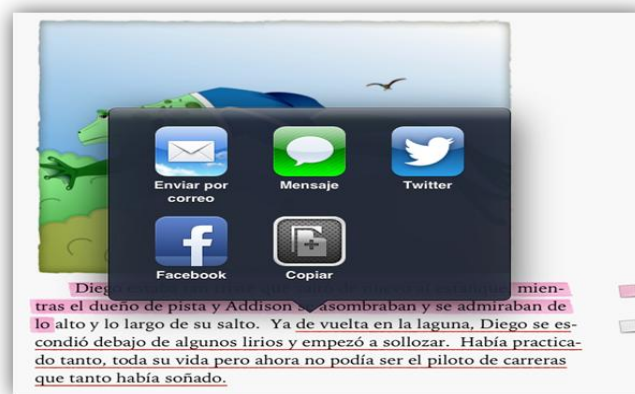 Enviar por
correo
Mensaje
Twitter
Facebook
Copiar
Diego mien-
tras el dueño de pista y Addison se asombraban y se admiraban de
lo alto y lo largo de su salto. Ya de vuelta en la laguna, Diego se es-
condió debajo de algunos lirios y empezó a sollozar. Había practica-
do tanto, toda su vida pero ahora no podía ser el piloto de carreras
que tanto había soñado.